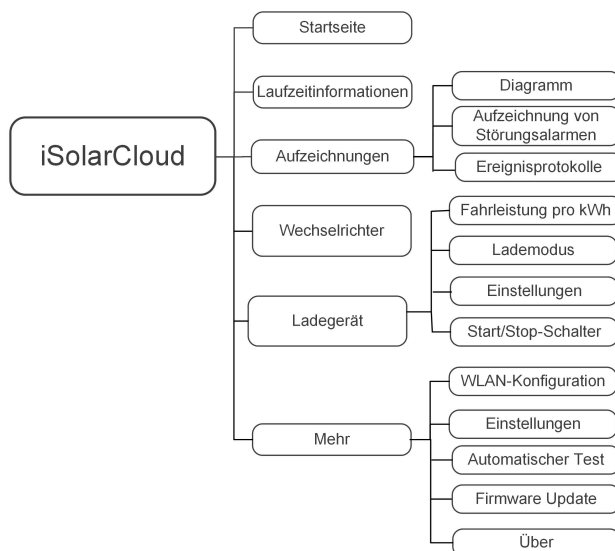 iSolarCloud
Startseite
Laufzeitinformationen
Aufzeichnungen
Diagramm
Aufzeichnung von
Störungsalarmen
Ereignisprotokolle
Wechselrichter
Ladegerät
Fahrleistung pro kWh
Lademodus
Einstellungen
Start/Stop-Schalter
Mehr
WLAN-Konfiguration
Einstellungen
Automatischer Test
Firmware Update
Über